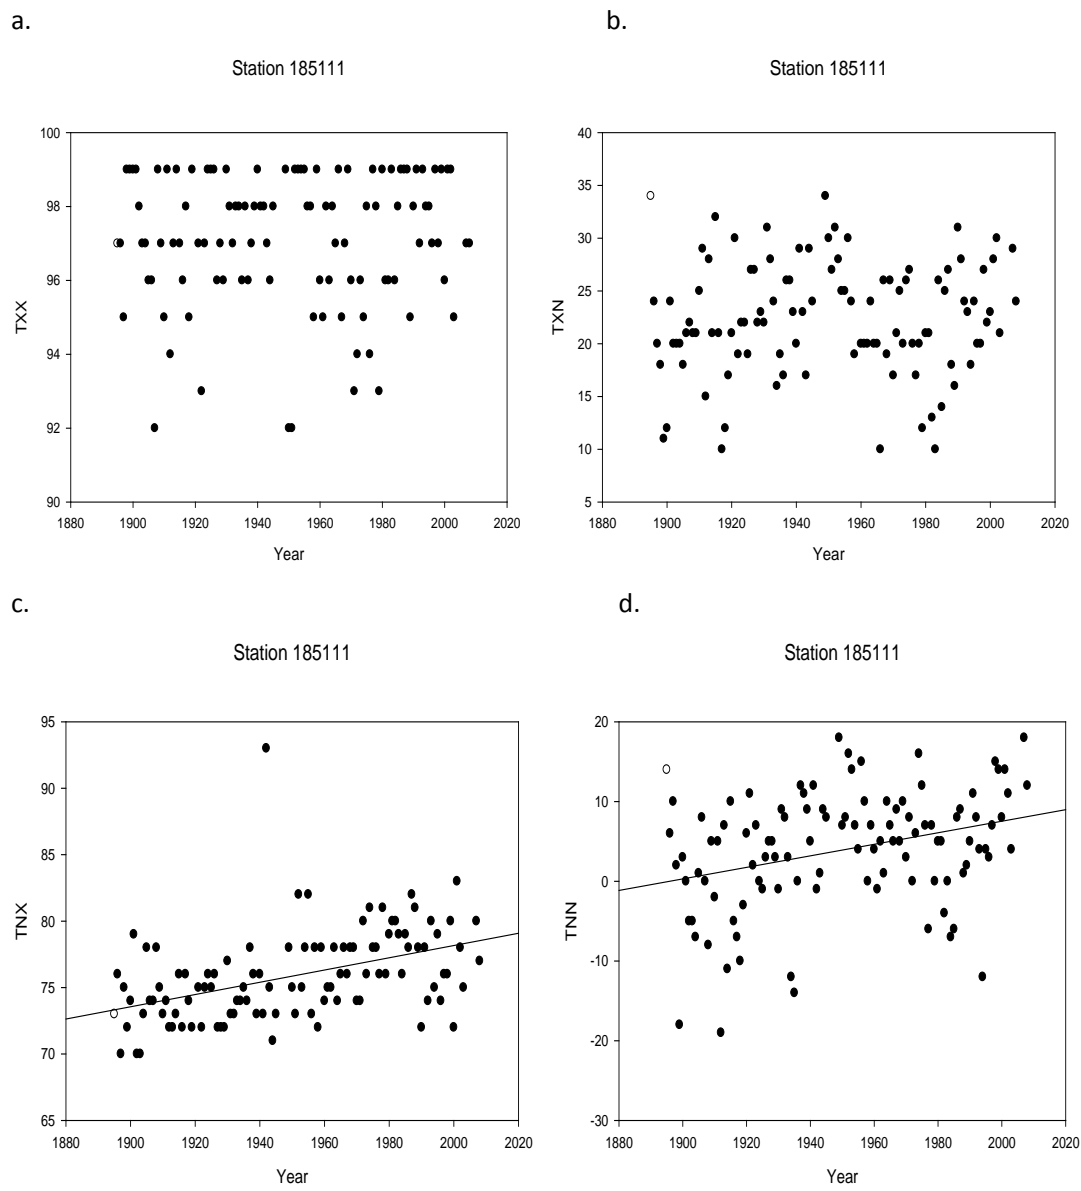 a.
b.
Station 185111
Station 185111
100
98
96
94
92
90
TXX
1880 1900 1920 1940 1960 1980 2000 2020
Year
40
35
30
25
20
15
10
5
TXN
1880 1900 1920 1940 1960 1980 2000 2020
Year
c.
d.
Station 185111
Station 185111
95
90
85
80
75
70
65
TNX
1880 1900 1920 1940 1960 1980 2000 2020
Year
20
10
0
-10
-20
-30
TNN
1880 1900 1920 1940 1960 1980 2000 2020
Year